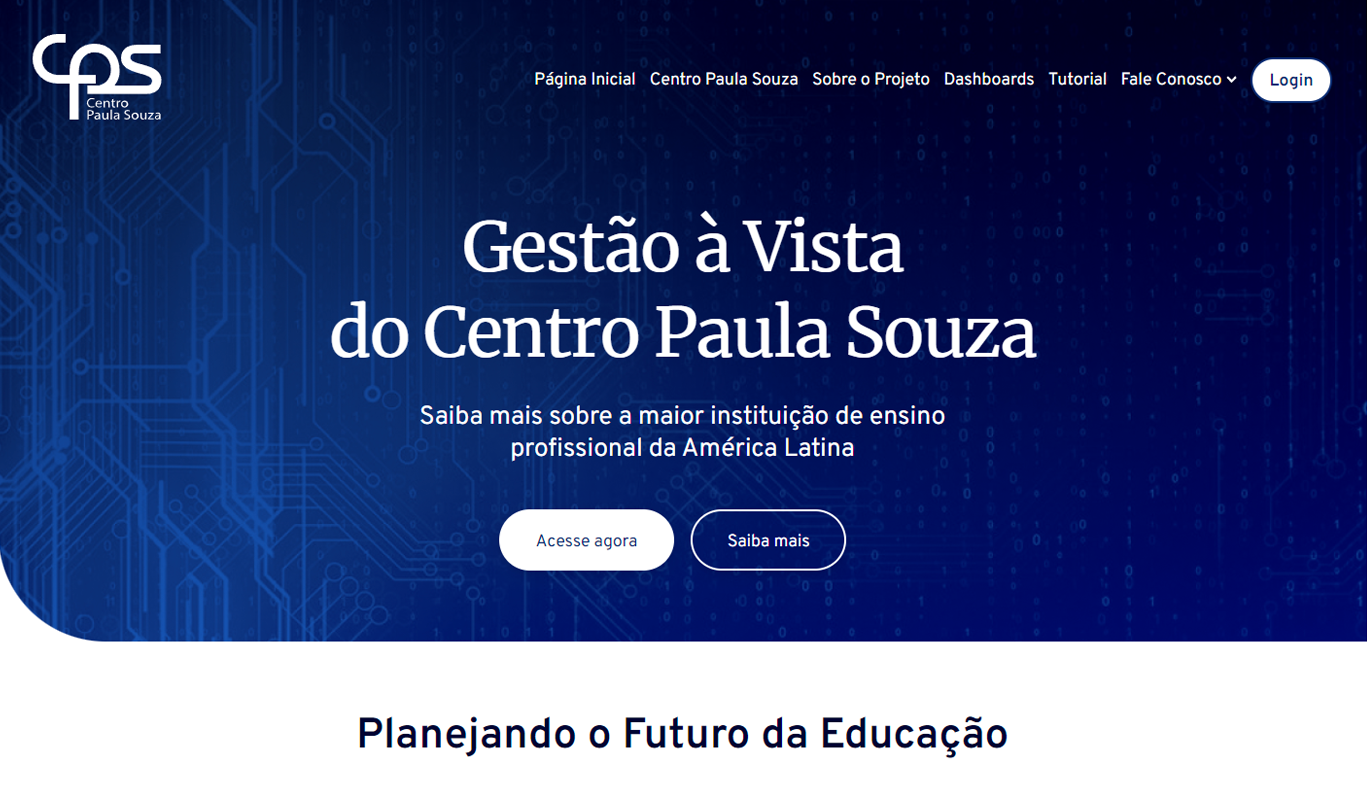 cps
Centro
Paula Souza
Página Inicial Centro Paula Souza Sobre o Projeto Dashboards Tutorial Fale Conosco Login
Gestão à Vista
do Centro Paula Souza
Saiba mais sobre a maior instituição de ensino
profissional da América Latina
Acesse agora Saiba mais
Planejando o Futuro da Educação